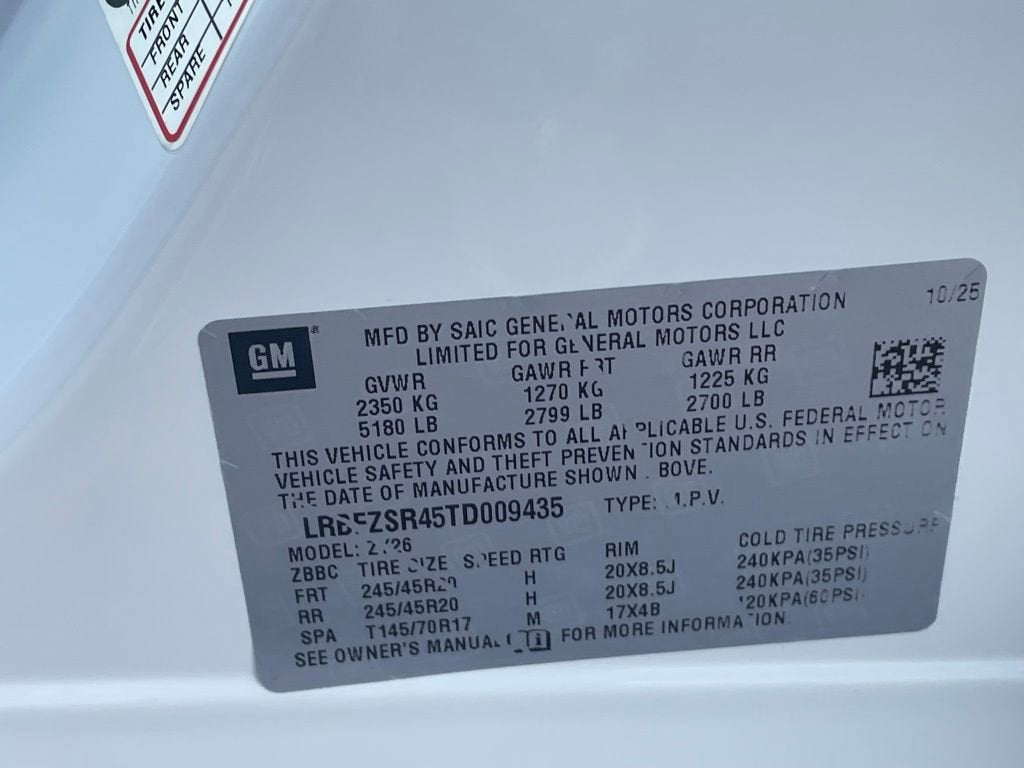 TIRE
FRONT
REAR
SPARE
10/25
GM
MFD BY SAIC GENERAL MOTORS CORPORATION
LIMITED FOR GENERAL MOTORS LLC
GVWR GAWR FRT GAWR RR
2350 KG 1270 KG 1225 KG
5180 LB 2799 LB 2700 LB
THIS VEHICLE CONFORMS TO ALL APPLICABLE U.S. FEDERAL MOTOR
VEHICLE SAFETY AND THEFT PREVENTION STANDARDS IN EFFECT ON
THE DATE OF MANUFACTURE SHOWN ABOVE.
TYPE: M.P.V.
MODEL:
ZBBC TIRE SIZE SPEED RTG RIM COLD TIRE PRESSURE
FRT 245/45R20 H 20X8.5J 240KPA(35PSI)
RR 245/45R20 H 20X8.5J 240KPA(35PSI)
SPA T145/70R17 M 17X4B 420KPA(60PSI)
SEE OWNER'S MANUAL FOR MORE INFORMATION.